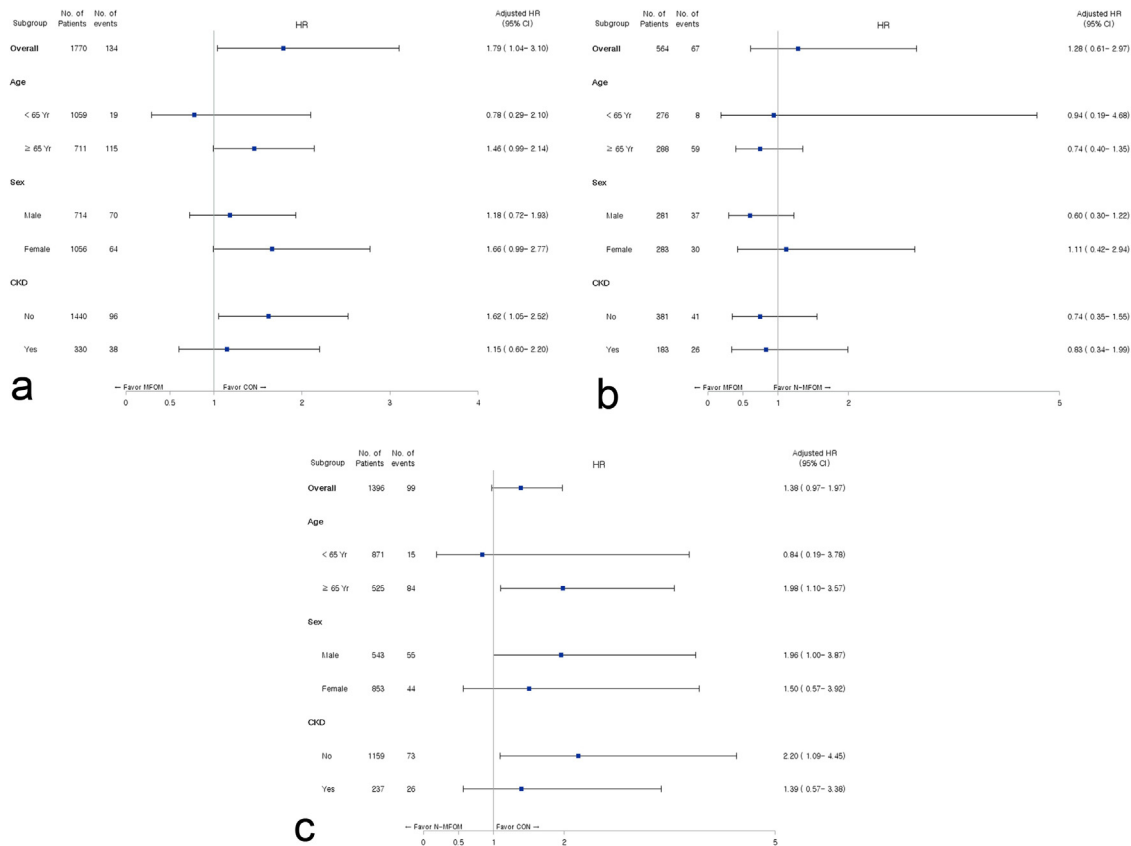 Subgroup No. of Patients No. of events HR Adjusted HR (95% CI)
Overall 1770 134 1.79 ( 1.04− 3.10)
Age
< 65 Yr 1059 19 0.78 ( 0.29− 2.10)
≥ 65 Yr 711 115 1.46 ( 0.99− 2.14)
Sex
Male 714 70 1.18 ( 0.72− 1.93)
Female 1056 64 1.66 ( 0.99− 2.77)
CKD
No 1440 96 1.62 ( 1.05− 2.52)
Yes 330 38 1.15 ( 0.60− 2.20)
← Favor MFOM Favor CON →
0 0.5 1 2 3 4
a
Subgroup No. of Patients No. of events HR Adjusted HR (95% CI)
Overall 564 67 1.28 ( 0.61− 2.97)
Age
< 65 Yr 276 8 0.94 ( 0.19− 4.68)
≥ 65 Yr 288 59 0.74 ( 0.40− 1.35)
Sex
Male 281 37 0.60 ( 0.30− 1.22)
Female 283 30 1.11 ( 0.42− 2.94)
CKD
No 381 41 0.74 ( 0.35− 1.55)
Yes 183 26 0.83 ( 0.34− 1.99)
← Favor MFOM Favor N−MFOM →
0 0.5 1 2 5
b
Subgroup No. of Patients No. of events HR Adjusted HR (95% CI)
Overall 1396 99 1.38 ( 0.97− 1.97)
Age
< 65 Yr 871 15 0.84 ( 0.19− 3.78)
≥ 65 Yr 525 84 1.98 ( 1.10− 3.57)
Sex
Male 543 55 1.96 ( 1.00− 3.87)
Female 853 44 1.50 ( 0.57− 3.92)
CKD
No 1159 73 2.20 ( 1.09− 4.45)
Yes 237 26 1.39 ( 0.57− 3.38)
← Favor N−MFOM Favor CON →
0 0.5 1 2 5
c